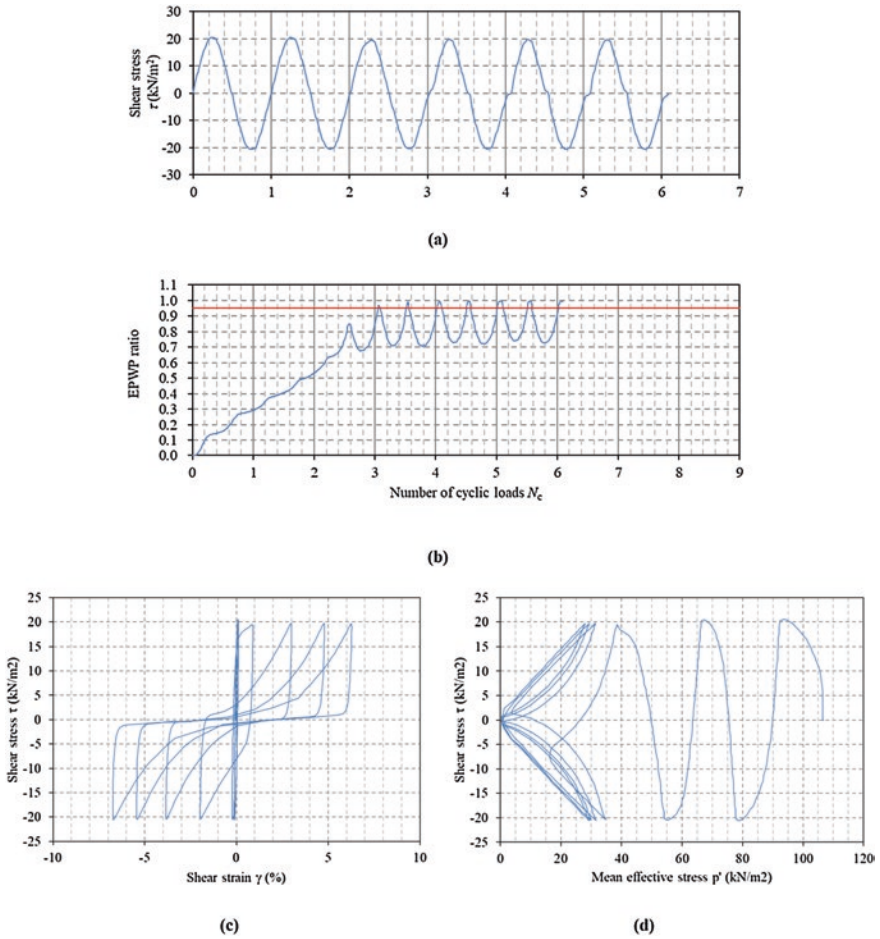 Shear stress
τ (kN/m²)
30
20
10
0
-10
-20
-30
0 1 2 3 4 5 6 7
(a)
EPWP ratio
1.1
1.0
0.9
0.8
0.7
0.6
0.5
0.4
0.3
0.2
0.1
0.0
0 1 2 3 4 5 6 7 8 9
Number of cyclic loads Nc
(b)
Shear stress τ (kN/m2)
25
20
15
10
5
0
-5
-10
-15
-20
-25
-10 -5 0 5 10
Shear strain γ (%)
(c)
Shear stress τ (kN/m2)
25
20
15
10
5
0
-5
-10
-15
-20
-25
0 20 40 60 80 100 120
Mean effective stress p' (kN/m2)
(d)